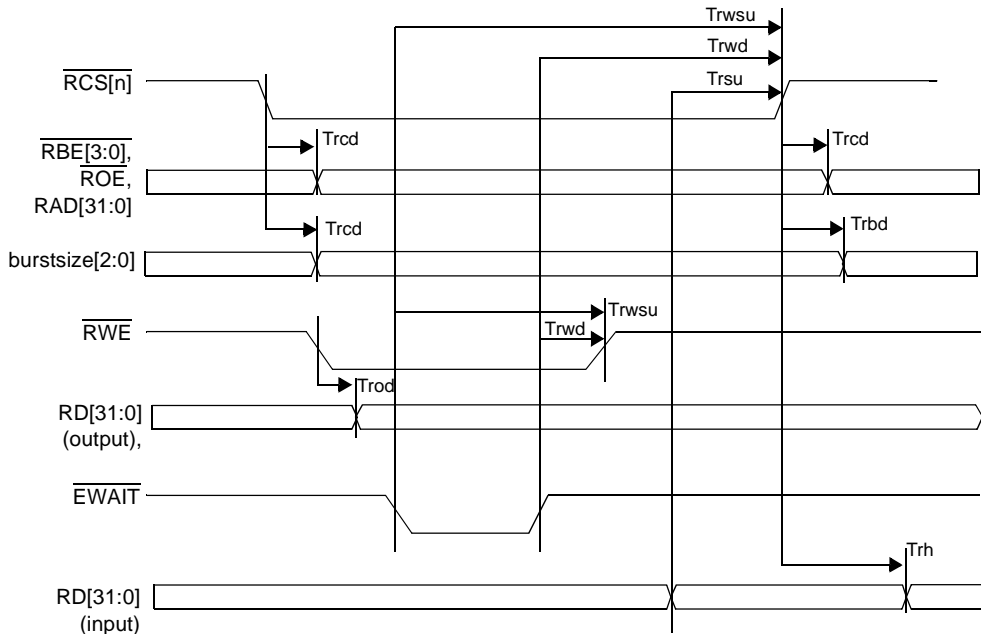 Trwsu
Trwd
RCS[n]
Trsu
Trcd
Trcd
RBE[3:0],
ROE,
RAD[31:0]
Trcd
Trbd
burstsize[2:0]
Trwsu
RWE
Trwd
Trod
RD[31:0]
(output),
EWAIT
Trh
RD[31:0]
(input)